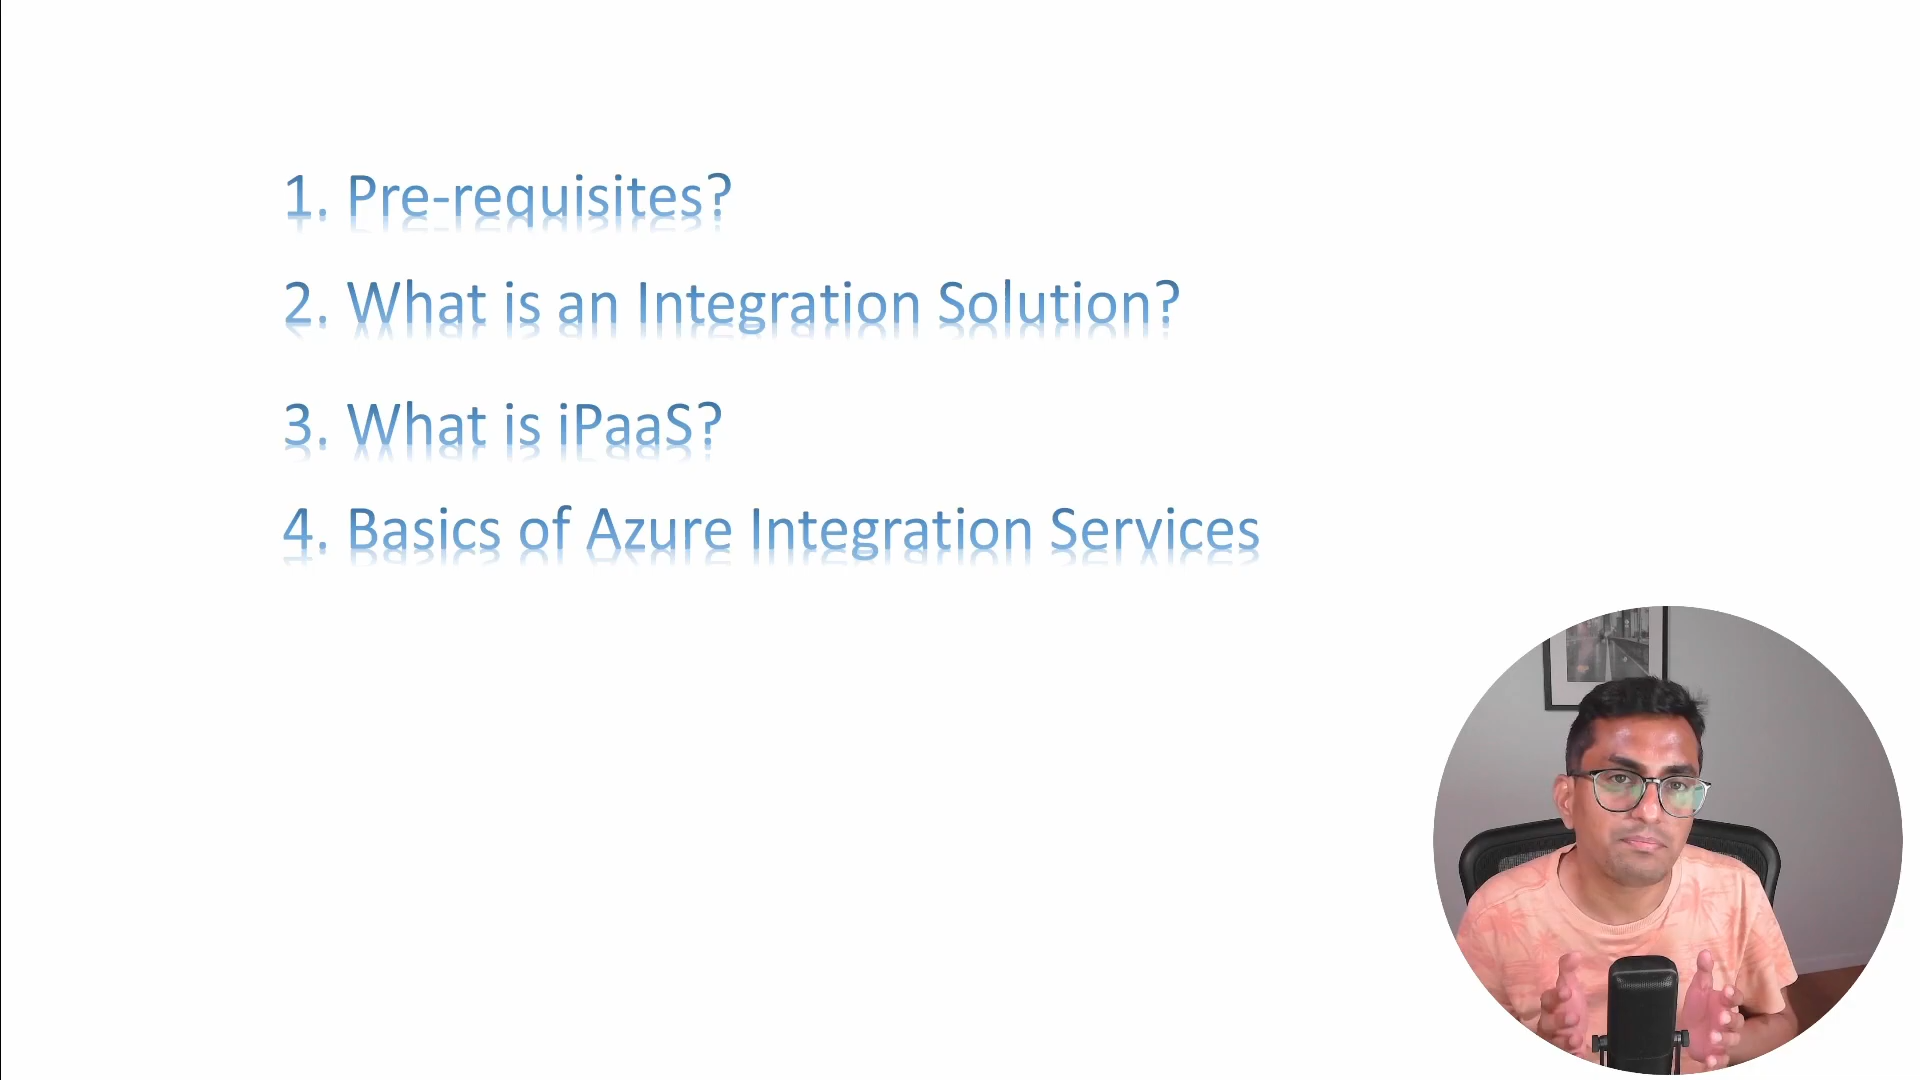 1. Pre-requisites?
2. What is an Integration Solution?
3. What is iPaaS?
4. Basics of Azure Integration Services